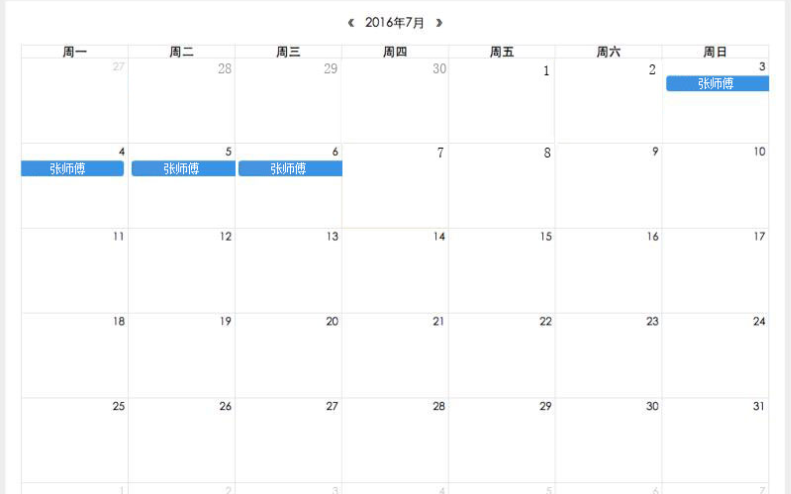 ❰ 2016年7月 ❱
周一 周二 周三 周四 周五 周六 周日
27 28 29 30 1 2 3
张师傅
4 5 6 7 8 9 10
张师傅 张师傅 张师傅
11 12 13 14 15 16 17
18 19 20 21 22 23 24
25 26 27 28 29 30 31
1 2 3 4 5 6 7